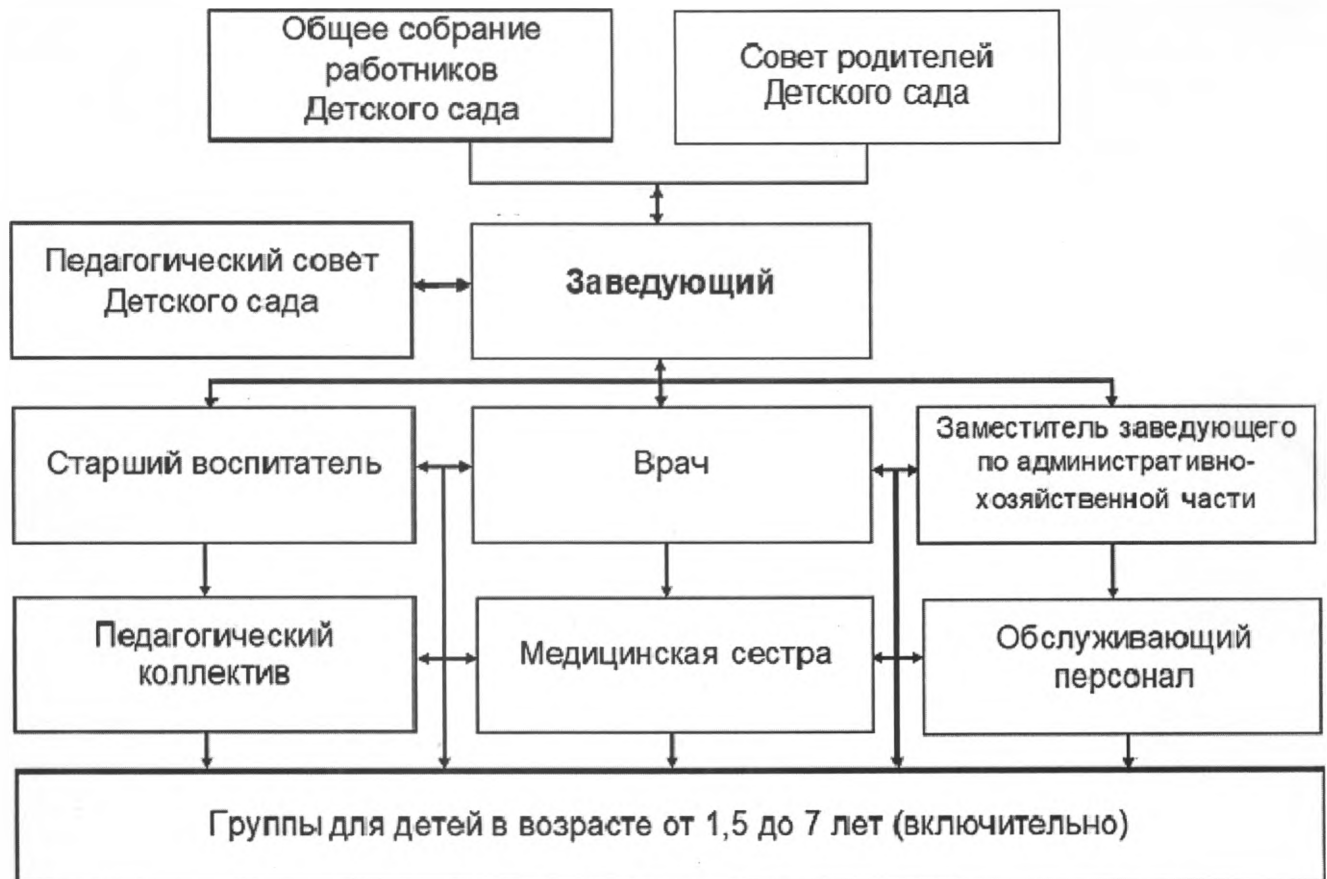 Общее собрание
работников
Детского сада
Совет родителей
Детского сада
Педагогический совет
Детского сада
Заведующий
Старший воспитатель
Врач
Заместитель заведующего
по административно-
хозяйственной части
Педагогический
коллектив
Медицинская сестра
Обслуживающий
персонал
Группы для детей в возрасте от 1,5 до 7 лет (включительно)